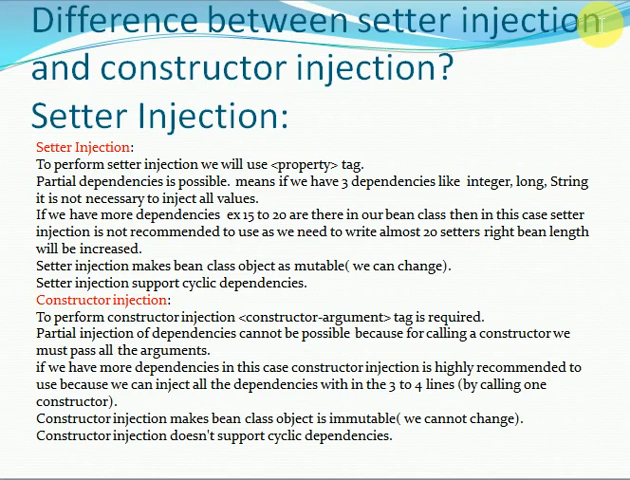 Difference between setter injection
and constructor injection?
Setter Injection:
Setter Injection:
To perform setter injection we will use <property> tag.
Partial dependencies is possible. means if we have 3 dependencies like integer, long, String
it is not necessary to inject all values.
If we have more dependencies ex 15 to 20 are there in our bean class then in this case setter
injection is not recommended to use as we need to write almost 20 setters right bean length
will be increased.
Setter injection makes bean class object as mutable( we can change).
Setter injection support cyclic dependencies.
Constructor injection:
To perform constructor injection <constructor-argument> tag is required.
Partial injection of dependencies cannot be possible because for calling a constructor we
must pass all the arguments.
if we have more dependencies in this case constructor injection is highly recommended to
use because we can inject all the dependencies with in the 3 to 4 lines (by calling one
constructor).
Constructor injection makes bean class object is immutable( we cannot change).
Constructor injection doesn't support cyclic dependencies.